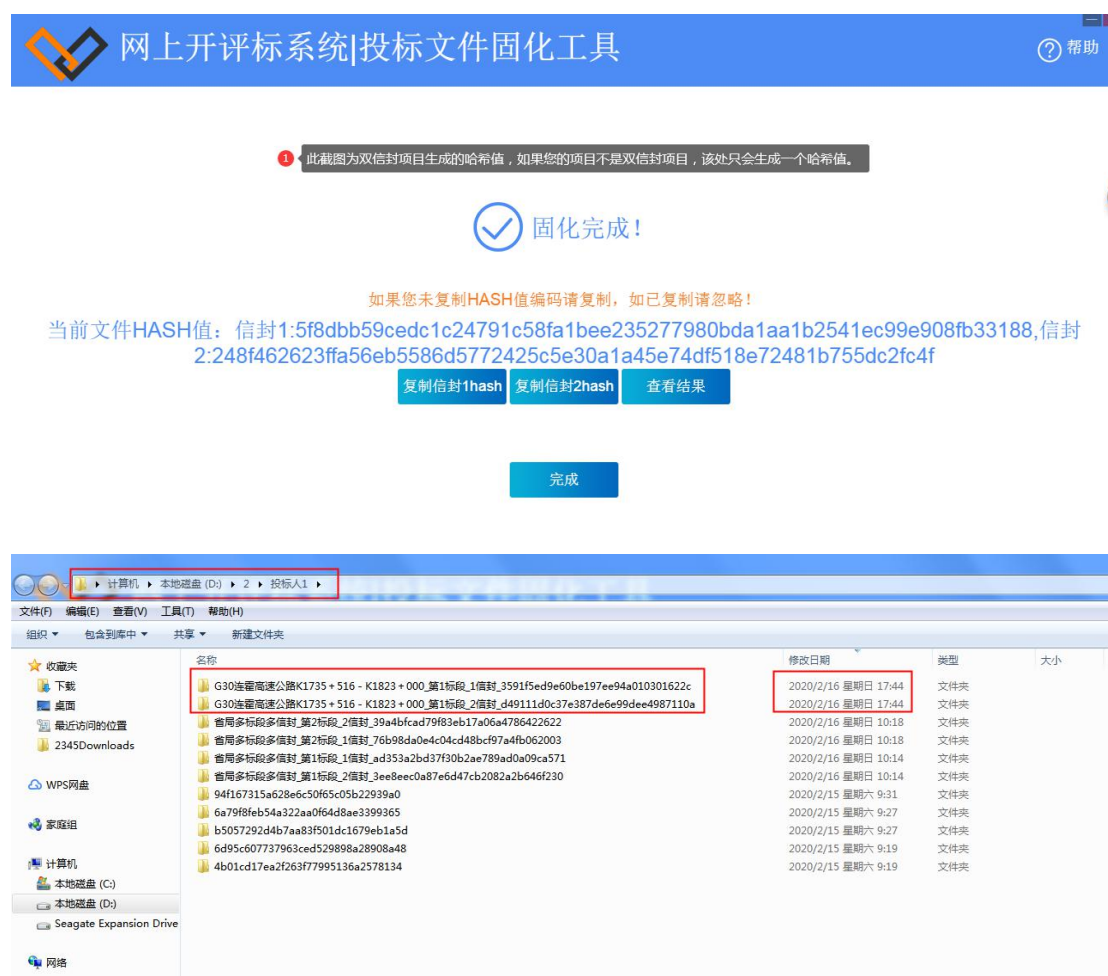 网上开评标系统|投标文件固化工具
帮助
1 此截图为双信封项目生成的哈希值，如果您的项目不是双信封项目，该处只会生成一个哈希值。
固化完成！
如果您未复制HASH值编码请复制，如已复制请忽略！
当前文件HASH值：信封1:5f8dbb59cedc1c24791c58fa1bee235277980bda1aa1b2541ec99e908fb33188,信封
2:248f462623ffa56eb5586d5772425c5e30a1a45e74df518e72481b755dc2fc4f
复制信封1hash 复制信封2hash 查看结果
完成
计算机 本地磁盘 (D:) 2 投标人1
文件(F) 编辑(E) 查看(V) 工具(T) 帮助(H)
组织 包含到库中 共享 新建文件夹
名称 修改日期 类型 大小
收藏夹
下载
桌面
最近访问的位置
2345Downloads
WPS网盘
家庭组
计算机
本地磁盘 (C:)
本地磁盘 (D:)
Seagate Expansion Drive
网络
G30连霍高速公路K1735+516－K1823+000_第1标段_1信封_3591f5ed9e60be197ee94a010301622c 2020/2/16 星期日 17:44 文件夹
G30连霍高速公路K1735+516－K1823+000_第1标段_2信封_d49111d0c37e387de6e99dee4987110a 2020/2/16 星期日 17:44 文件夹
省局多标段多信封_第2标段_2信封_39a4bfcad79f83eb17a06a4786422622 2020/2/16 星期日 10:18 文件夹
省局多标段多信封_第2标段_1信封_76b98da0e4c04cd48bcf97a4fb062003 2020/2/16 星期日 10:18 文件夹
省局多标段多信封_第1标段_1信封_ad353a2bd37f30b2ae789ad0a09ca571 2020/2/16 星期日 10:14 文件夹
省局多标段多信封_第1标段_2信封_3ee8eec0a87e6d47cb2082a2b646f230 2020/2/16 星期日 10:14 文件夹
94f167315a628e6c50f65c05b22939a0 2020/2/15 星期六 9:31 文件夹
6a79f8feb54a322aa0f64d8ae3399365 2020/2/15 星期六 9:27 文件夹
b5057292d4b7aa83f501dc1679eb1a5d 2020/2/15 星期六 9:27 文件夹
6d95c607737963ced529898a28908a48 2020/2/15 星期六 9:19 文件夹
4b01cd17ea2f263f77995136a2578134 2020/2/15 星期六 9:19 文件夹